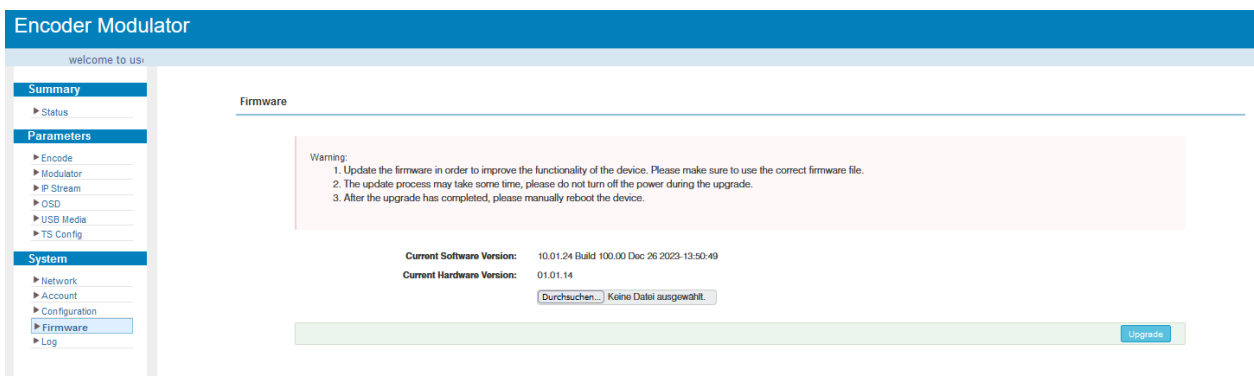 Encoder Modulator
welcome to us
Summary
Status
Parameters
Encode
Modulator
IP Stream
OSD
USB Media
TS Config
System
Network
Account
Configuration
Firmware
Log
Firmware
Warning:
1. Update the firmware in order to improve the functionality of the device. Please make sure to use the correct firmware file.
2. The update process may take some time, please do not turn off the power during the upgrade.
3. After the upgrade has completed, please manually reboot the device.
Current Software Version: 10.01.24 Build 100.00 Dec 26 2023-13:50:49
Current Hardware Version: 01.01.14
Durchsuchen... Keine Datei ausgewählt.
Upgrade